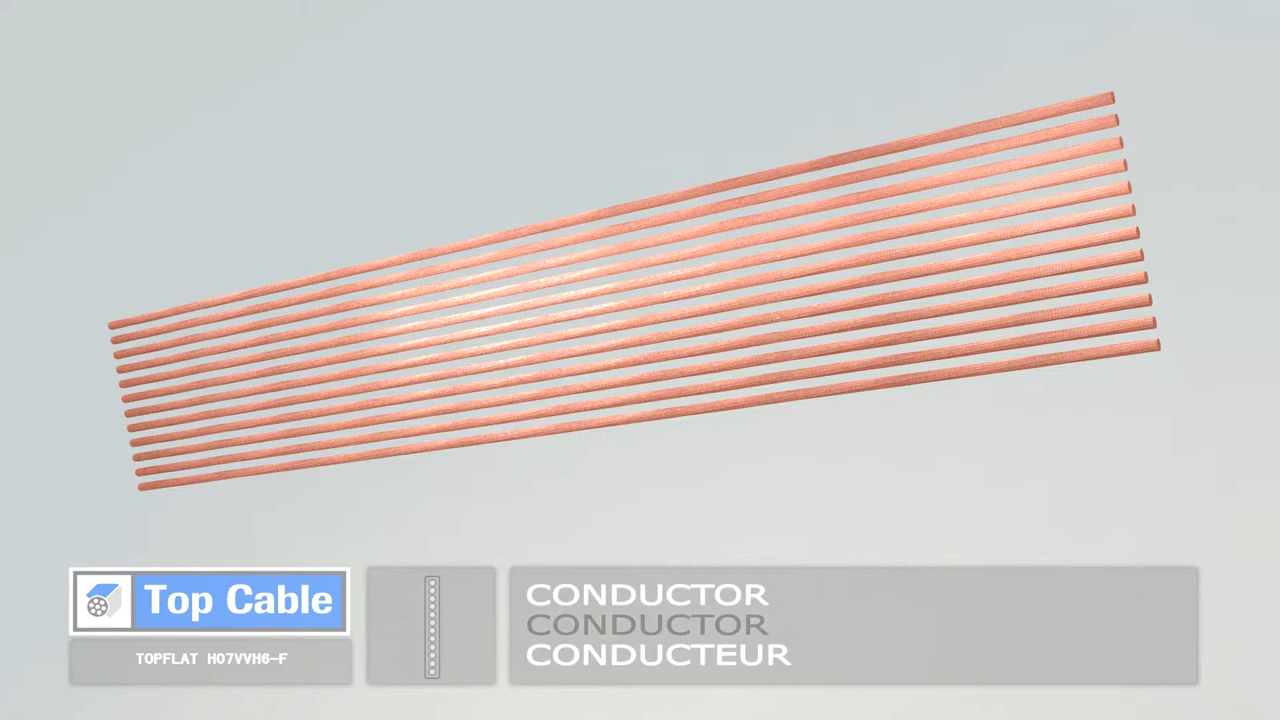 Top Cable
TOPFLAT H07VVH6-F
CONDUCTOR
CONDUCTOR
CONDUCTEUR